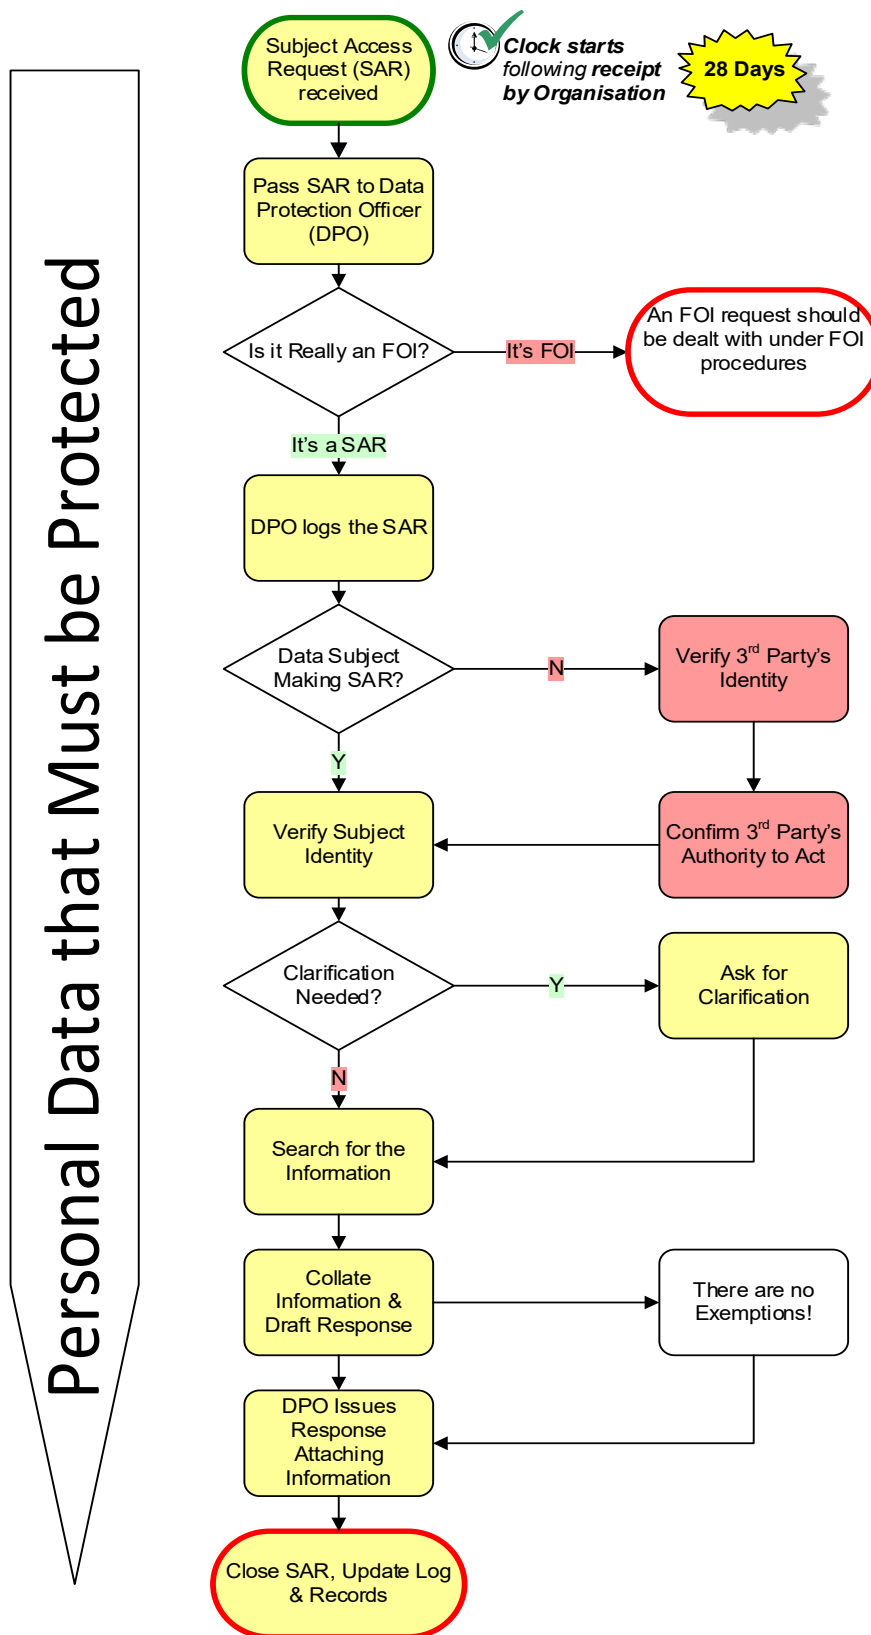 Subject Access
Request (SAR)
received
Clock starts
following receipt
by Organisation
28 Days
Personal Data that Must be Protected
Pass SAR to Data
Protection Officer
(DPO)
Is it Really an FOI?
It's FOI
An FOI request should
be dealt with under FOI
procedures
It's a SAR
DPO logs the SAR
Data Subject
Making SAR?
N
Verify 3rd Party's
Identity
Y
Verify Subject
Identity
Confirm 3rd Party's
Authority to Act
Clarification
Needed?
Y
Ask for
Clarification
N
Search for the
Information
Collate
Information &
Draft Response
There are no
Exemptions!
DPO Issues
Response
Attaching
Information
Close SAR, Update Log
& Records